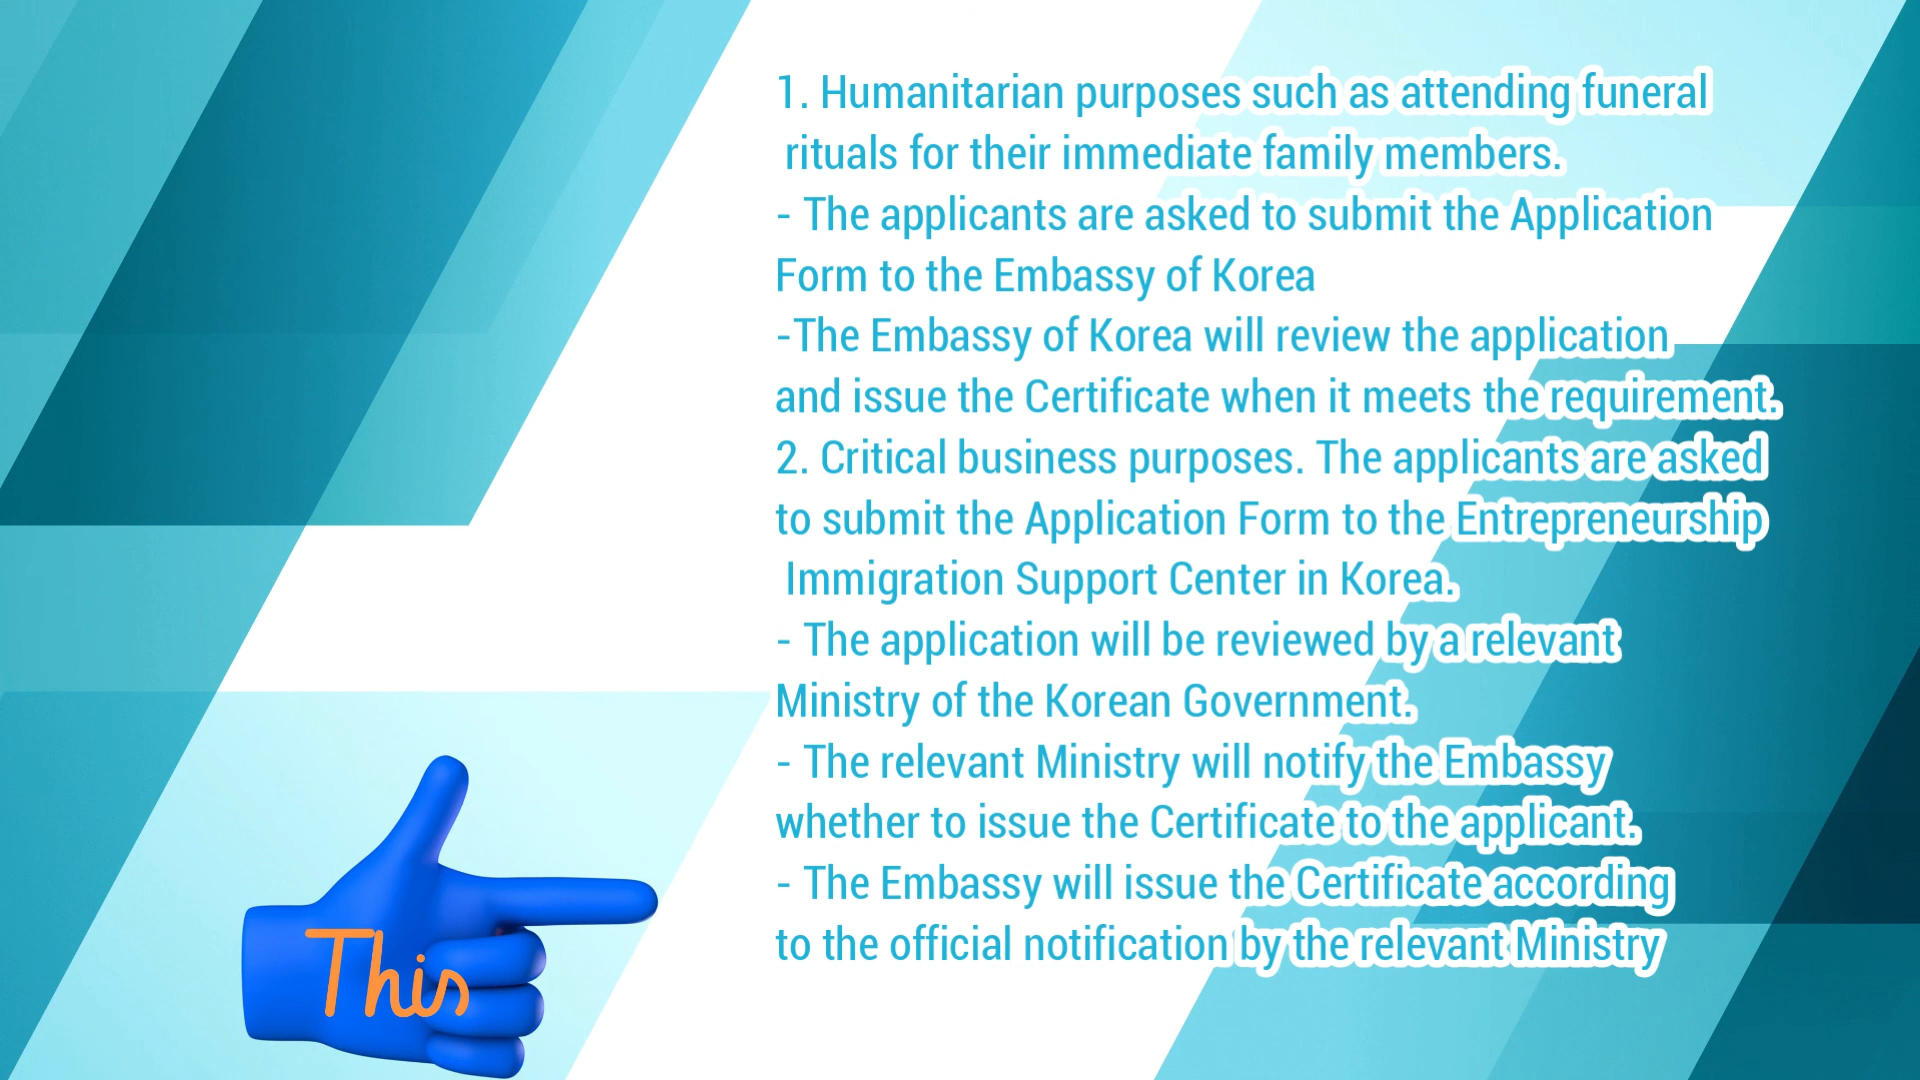 1. Humanitarian purposes such as attending funeral
rituals for their immediate family members.
- The applicants are asked to submit the Application
Form to the Embassy of Korea
-The Embassy of Korea will review the application
and issue the Certificate when it meets the requirement.
2. Critical business purposes. The applicants are asked
to submit the Application Form to the Entrepreneurship
Immigration Support Center in Korea.
- The application will be reviewed by a relevant
Ministry of the Korean Government.
- The relevant Ministry will notify the Embassy
whether to issue the Certificate to the applicant.
- The Embassy will issue the Certificate according
to the official notification by the relevant Ministry
This